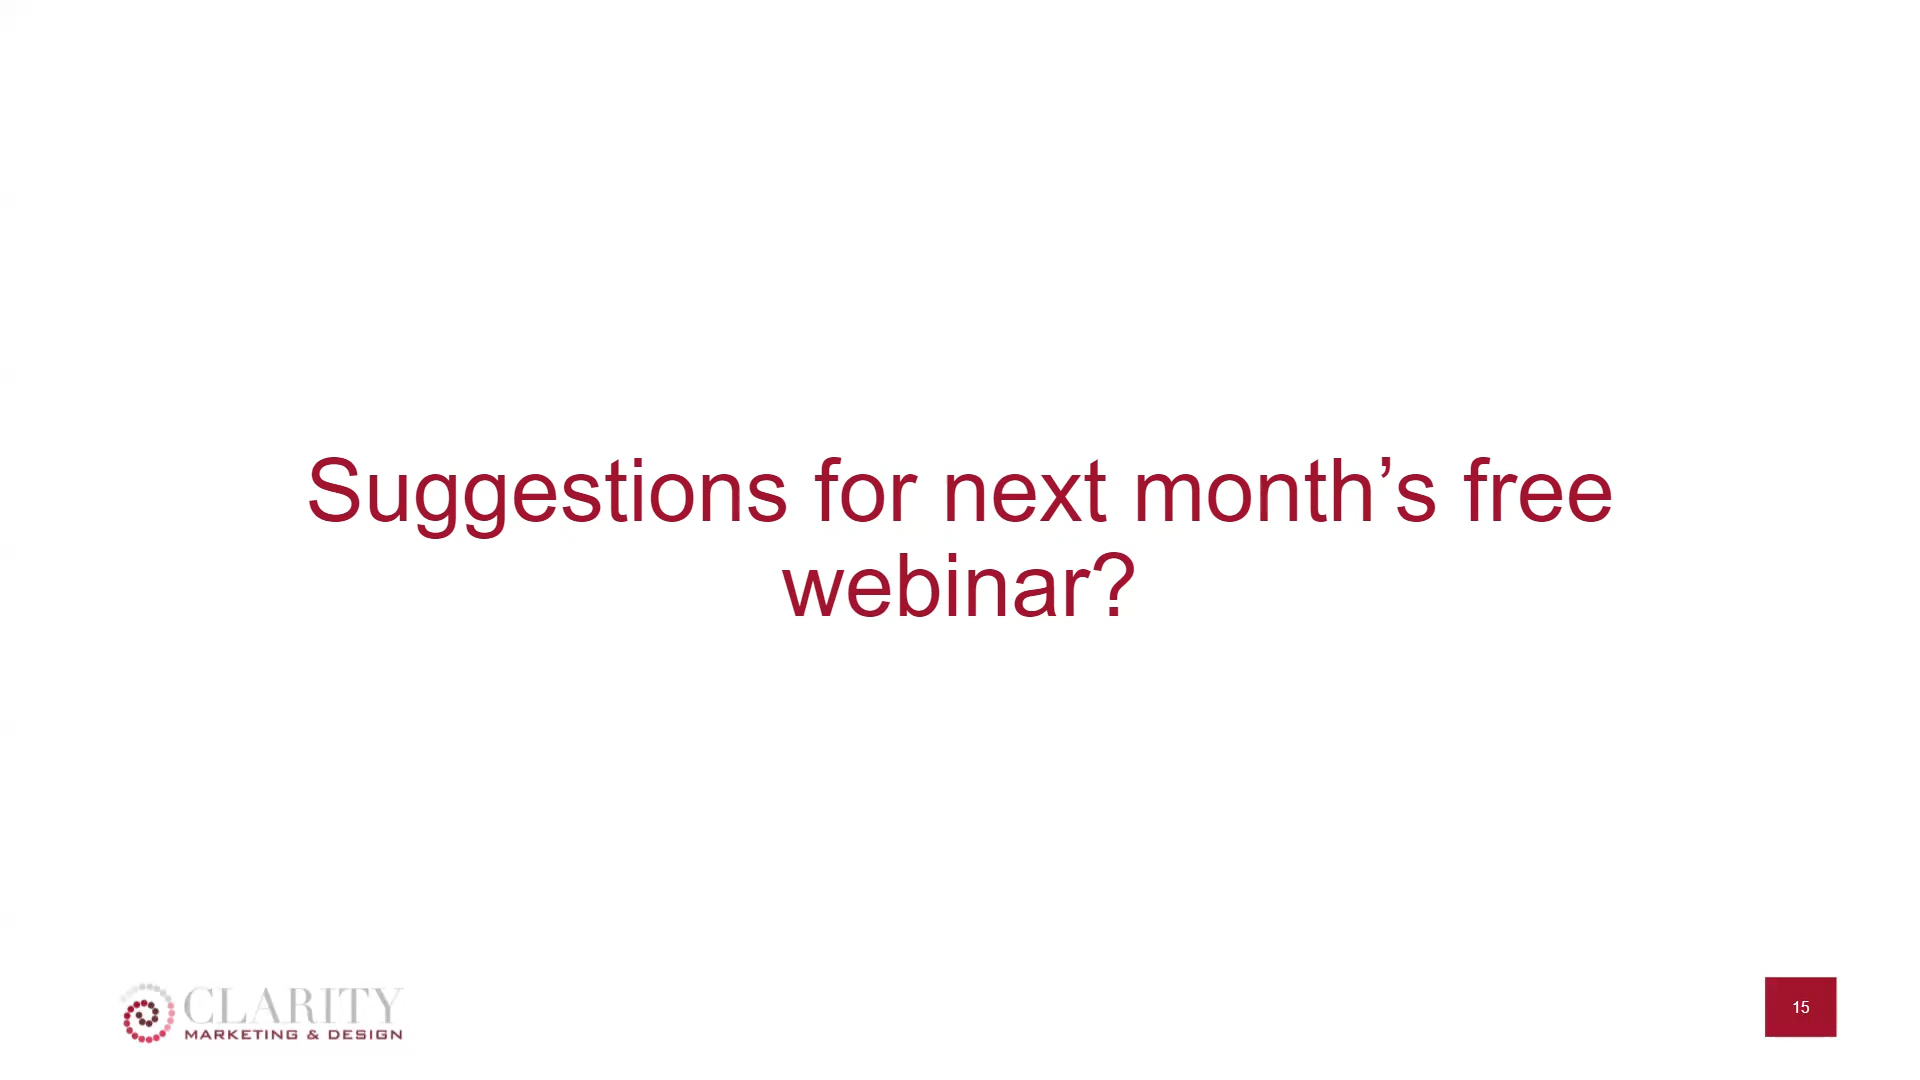 Suggestions for next month’s free
webinar?
CLARITY
MARKETING & DESIGN
15